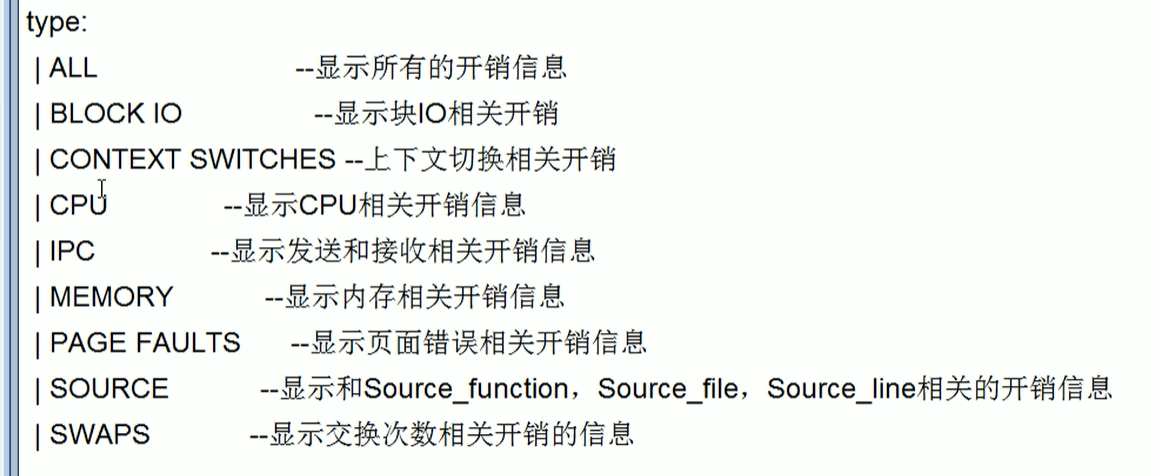 type:
| ALL --显示所有的开销信息
| BLOCK IO --显示块IO相关开销
| CONTEXT SWITCHES --上下文切换相关开销
| CPU --显示CPU相关开销信息
| IPC --显示发送和接收相关开销信息
| MEMORY --显示内存相关开销信息
| PAGE FAULTS --显示页面错误相关开销信息
| SOURCE --显示和Source_function，Source_file，Source_line相关的开销信息
| SWAPS --显示交换次数相关开销的信息